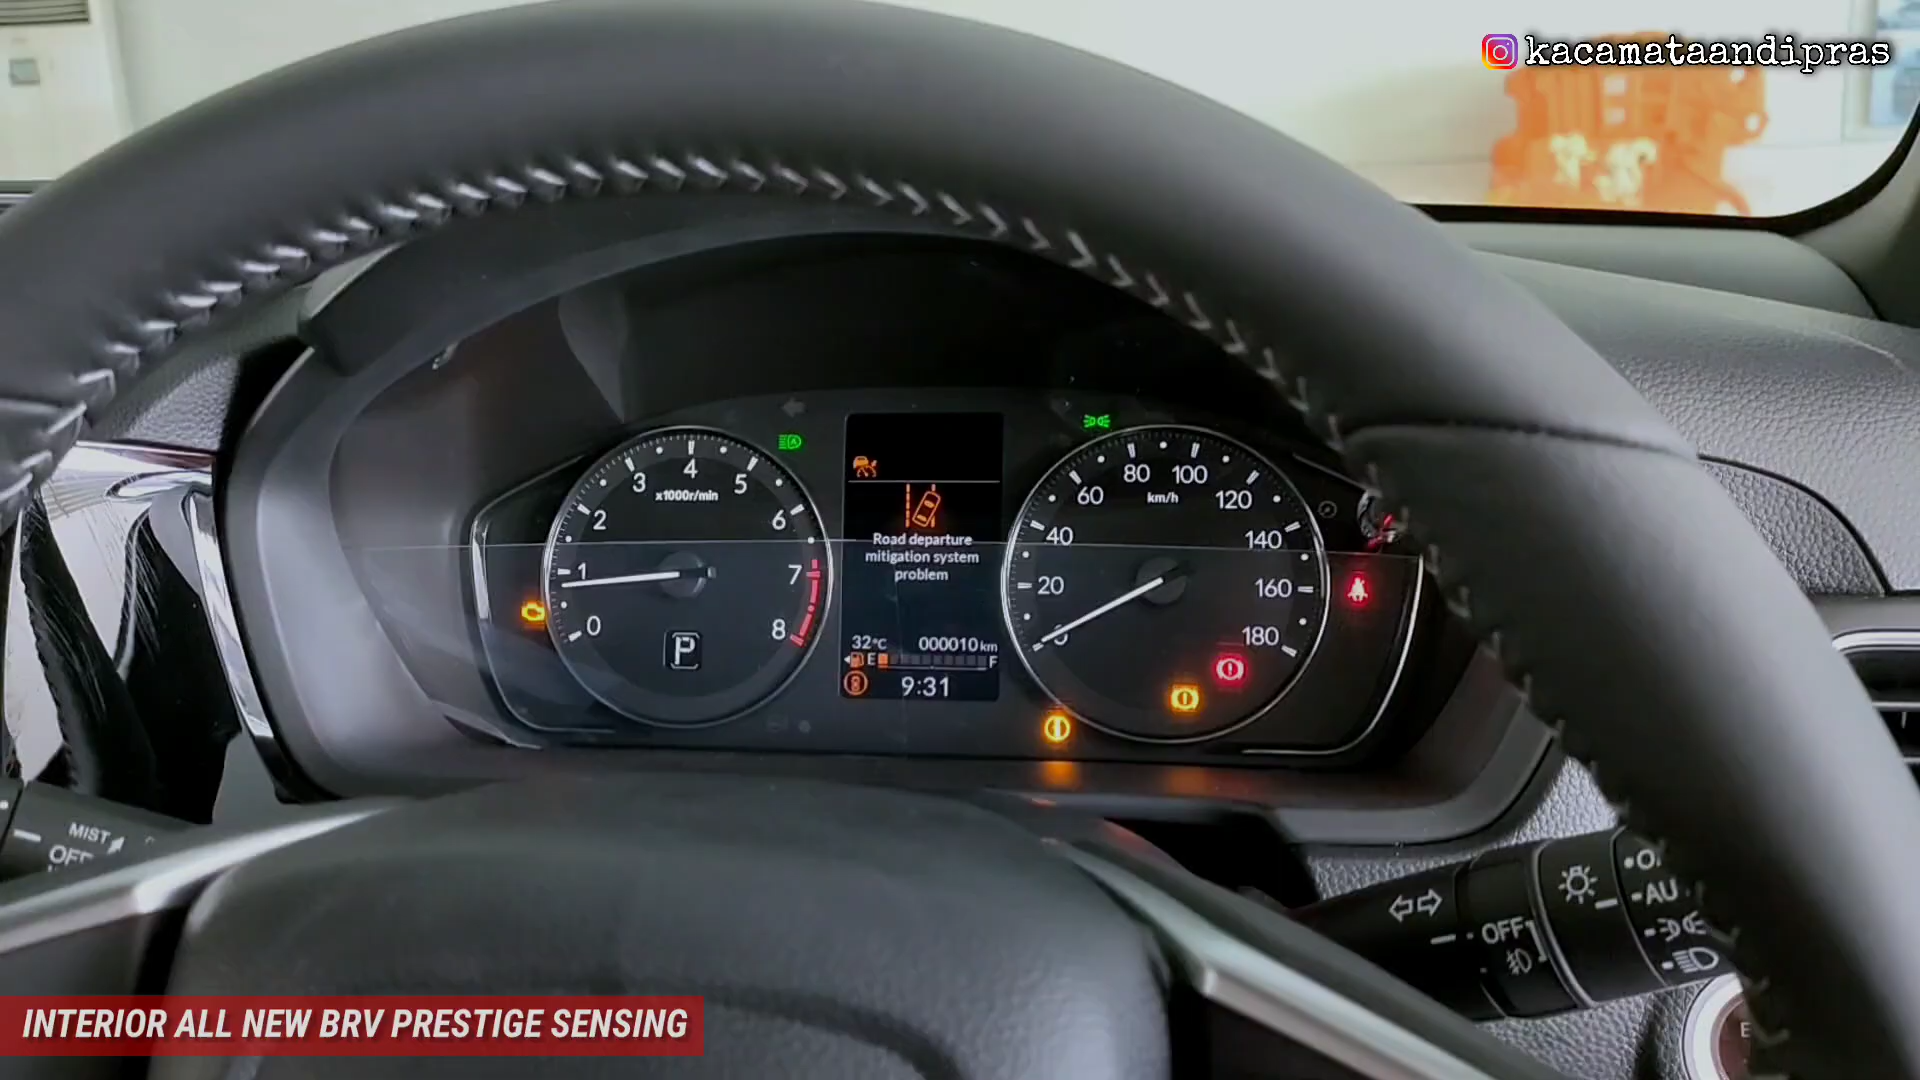 kacamataandipras
4
3
5
x1000r/min
2
6
1
7
0
8
P
Road departure
mitigation system
problem
32°C
000010 km
E
F
9:31
80
100
60
km/h
120
40
140
20
160
180
MIST
OFF
OFF
AU
INTERIOR ALL NEW BRV PRESTIGE SENSING